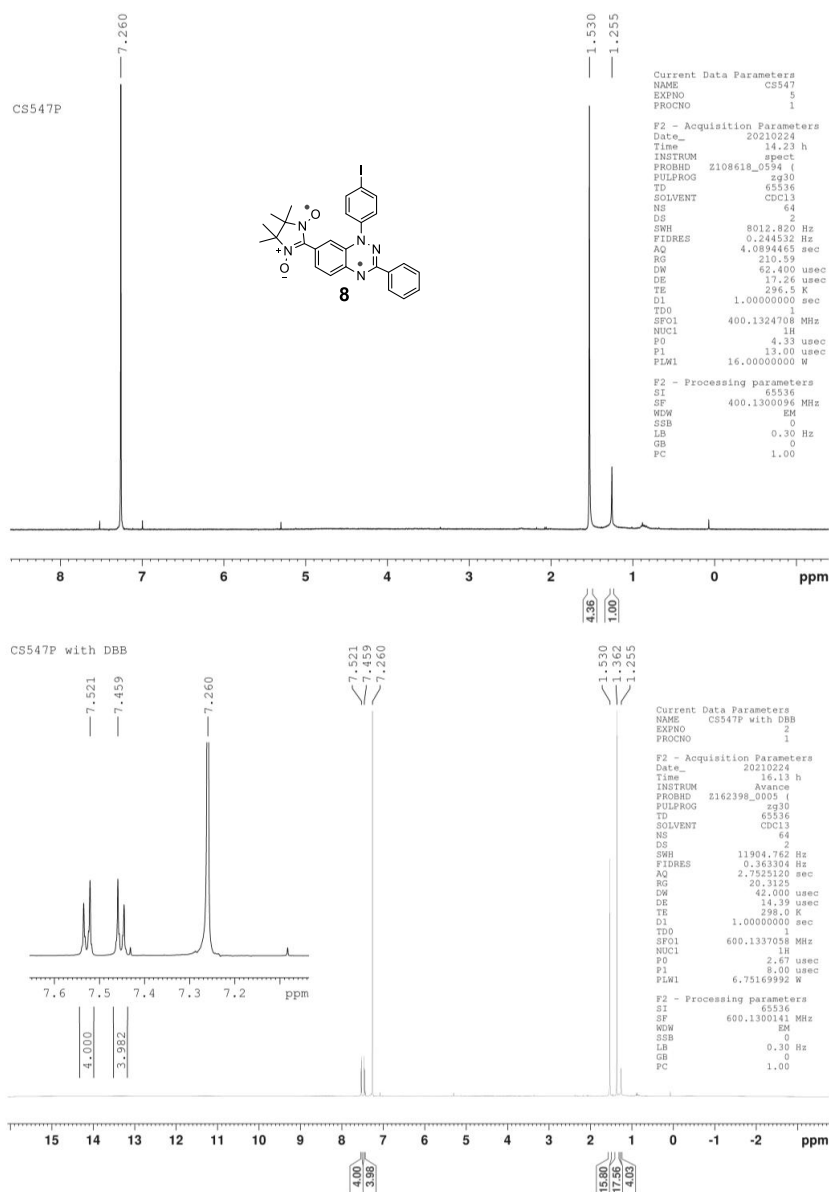 7.260
1.530
1.255
CS547P
Current Data Parameters
NAME CS547
EXPNO 5
PROCNO 1
F2 - Acquisition Parameters
Date_ 20210224
Time 14.23 h
INSTRUM spect
PROBHD Z108618_0594 (
PULPROG zg30
TD 65536
SOLVENT CDCl3
NS 64
DS 2
SWH 8012.820 Hz
FIDRES 0.244532 Hz
AQ 4.0894465 sec
RG 210.59
DW 62.400 usec
DE 17.26 usec
TE 296.5 K
D1 1.00000000 sec
TD0 1
SFO1 400.1324708 MHz
NUC1 1H
P0 4.33 usec
P1 13.00 usec
PLW1 16.00000000 W
F2 - Processing parameters
SI 65536
SF 400.1300096 MHz
WDW EM
SSB 0
LB 0.30 Hz
GB 0
PC 1.00
I
O
N
N
N
N+
N
O
−
8
8 7 6 5 4 3 2 1 0 ppm
4.36
1.00
CS547P with DBB
7.521
7.459
7.260
7.521
7.459
7.260
1.530
1.362
1.255
Current Data Parameters
NAME CS547P with DBB
EXPNO 2
PROCNO 1
F2 - Acquisition Parameters
Date_ 20210224
Time 16.13 h
INSTRUM Avance
PROBHD Z162398_0005 (
PULPROG zg30
TD 65536
SOLVENT CDCl3
NS 64
DS 2
SWH 11904.762 Hz
FIDRES 0.363304 Hz
AQ 2.7525120 sec
RG 20.3125
DW 42.000 usec
DE 14.39 usec
TE 298.0 K
D1 1.00000000 sec
TD0 1
SFO1 600.1337058 MHz
NUC1 1H
P0 2.67 usec
P1 8.00 usec
PLW1 6.75169992 W
F2 - Processing parameters
SI 65536
SF 600.1300141 MHz
WDW EM
SSB 0
LB 0.30 Hz
GB 0
PC 1.00
7.6 7.5 7.4 7.3 7.2 ppm
4.000
3.982
15 14 13 12 11 10 9 8 7 6 5 4 3 2 1 0 -1 -2 ppm
4.00
3.98
15.80
17.56
4.03